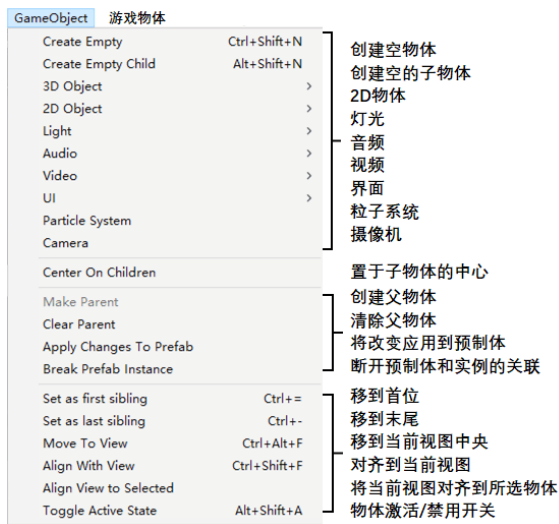 GameObject 游戏物体
Create Empty Ctrl+Shift+N 创建空物体
Create Empty Child Alt+Shift+N 创建空的子物体
3D Object >
2D Object > 2D物体
Light > 灯光
Audio > 音频
Video > 视频
UI > 界面
Particle System 粒子系统
Camera 摄像机
Center On Children 置于子物体的中心
Make Parent 创建父物体
Clear Parent 清除父物体
Apply Changes To Prefab 将改变应用到预制体
Break Prefab Instance 断开预制体和实例的关联
Set as first sibling Ctrl+= 移到首位
Set as last sibling Ctrl+- 移到末尾
Move To View Ctrl+Alt+F 移到当前视图中央
Align With View Ctrl+Shift+F 对齐到当前视图
Align View to Selected 将当前视图对齐到所选物体
Toggle Active State Alt+Shift+A 物体激活/禁用开关